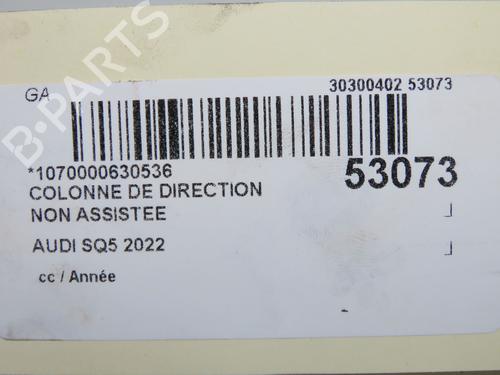 GA
30300402 53073
*1070000630536
53073
COLONNE DE DIRECTION
NON ASSISTEE
AUDI SQ5 2022
cc / Année
B-PARTS